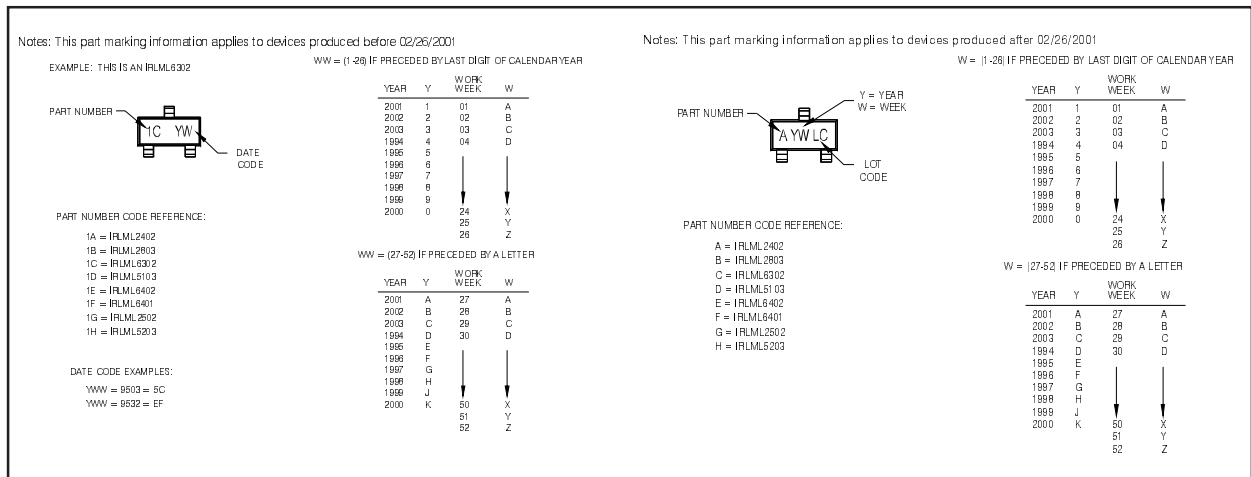 Notes: This part marking information applies to devices produced before 02/26/2001
EXAMPLE: THIS IS AN IRLML6302
PART NUMBER
1C YW
DATE
CODE
PART NUMBER CODE REFERENCE:
1A = IRLML2402
1B = IRLML2803
1C = IRLML6302
1D = IRLML5103
1E = IRLML6402
1F = IRLML6401
1G = IRLML2502
1H = IRLML5203
DATE CODE EXAMPLES:
YWW = 9503 = 5C
YWW = 9532 = EF
WW = (1-26) IF PRECEDED BY LAST DIGIT OF CALENDAR YEAR
YEAR Y WORK WEEK W
2001 1 01 A
2002 2 02 B
2003 3 03 C
1994 4 04 D
1995 5
1996 6
1997 7
1998 8
1999 9
2000 0 24 X
25 Y
26 Z
WW = (27-52) IF PRECEDED BY A LETTER
YEAR Y WORK WEEK W
2001 A 27 A
2002 B 28 B
2003 C 29 C
1994 D 30 D
1995 E
1996 F
1997 G
1998 H
1999 J
2000 K 50 X
51 Y
52 Z
Notes: This part marking information applies to devices produced after 02/26/2001
PART NUMBER
Y = YEAR
W = WEEK
A YW LC
LOT
CODE
PART NUMBER CODE REFERENCE:
A = IRLML2402
B = IRLML2803
C = IRLML6302
D = IRLML5103
E = IRLML6402
F = IRLML6401
G = IRLML2502
H = IRLML5203
W = (1-26) IF PRECEDED BY LAST DIGIT OF CALENDAR YEAR
YEAR Y WORK WEEK W
2001 1 01 A
2002 2 02 B
2003 3 03 C
1994 4 04 D
1995 5
1996 6
1997 7
1998 8
1999 9
2000 0 24 X
25 Y
26 Z
W = (27-52) IF PRECEDED BY A LETTER
YEAR Y WORK WEEK W
2001 A 27 A
2002 B 28 B
2003 C 29 C
1994 D 30 D
1995 E
1996 F
1997 G
1998 H
1999 J
2000 K 50 X
51 Y
52 Z